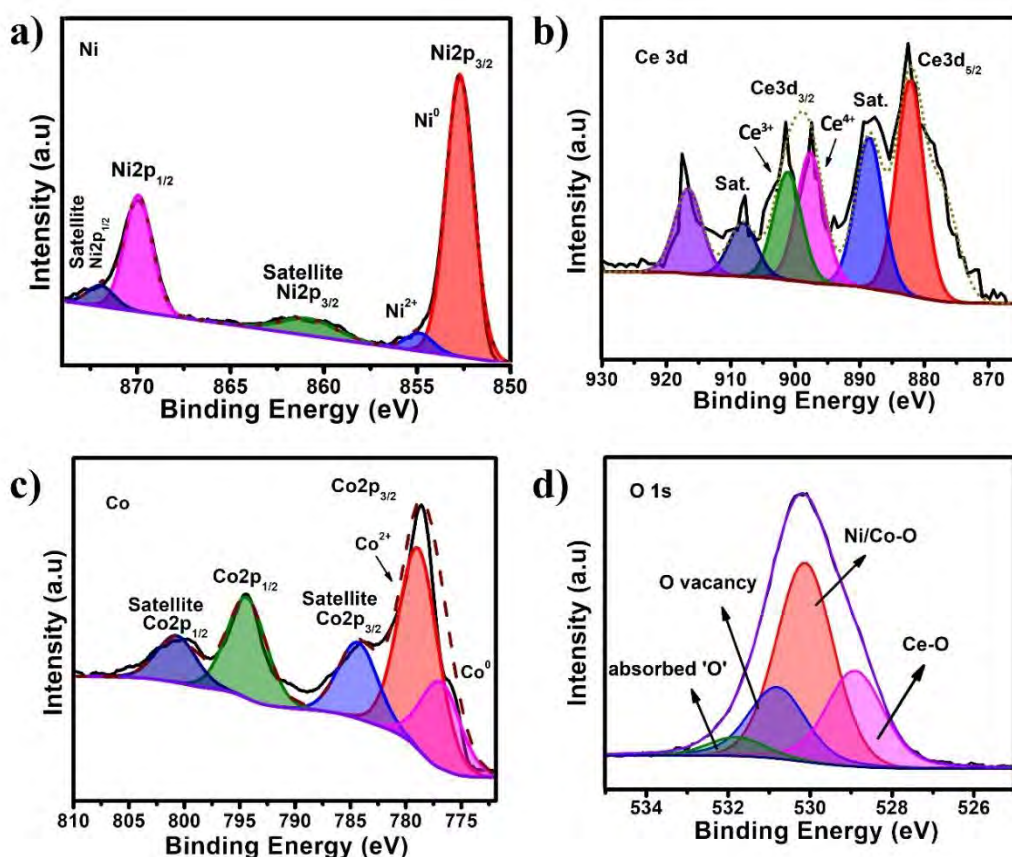 a)
Ni
Ni2p3/2
Ni⁰
Ni2p1/2
Satellite
Ni2p1/2
Satellite
Ni2p3/2
Ni²⁺
Intensity (a.u)
870 865 860 855 850
Binding Energy (eV)
b)
Ce 3d
Ce3d5/2
Ce3d3/2
Sat.
Ce³⁺
Ce⁴⁺
Sat.
Intensity (a.u)
930 920 910 900 890 880 870
Binding Energy (eV)
c)
Co
Co2p3/2
Co²⁺
Co2p1/2
Satellite
Co2p1/2
Satellite
Co2p3/2
Co⁰
Intensity (a.u)
810 805 800 795 790 785 780 775
Binding Energy (eV)
d)
O 1s
Ni/Co-O
O vacancy
Ce-O
absorbed 'O'
Intensity (a.u)
534 532 530 528 526
Binding Energy (eV)